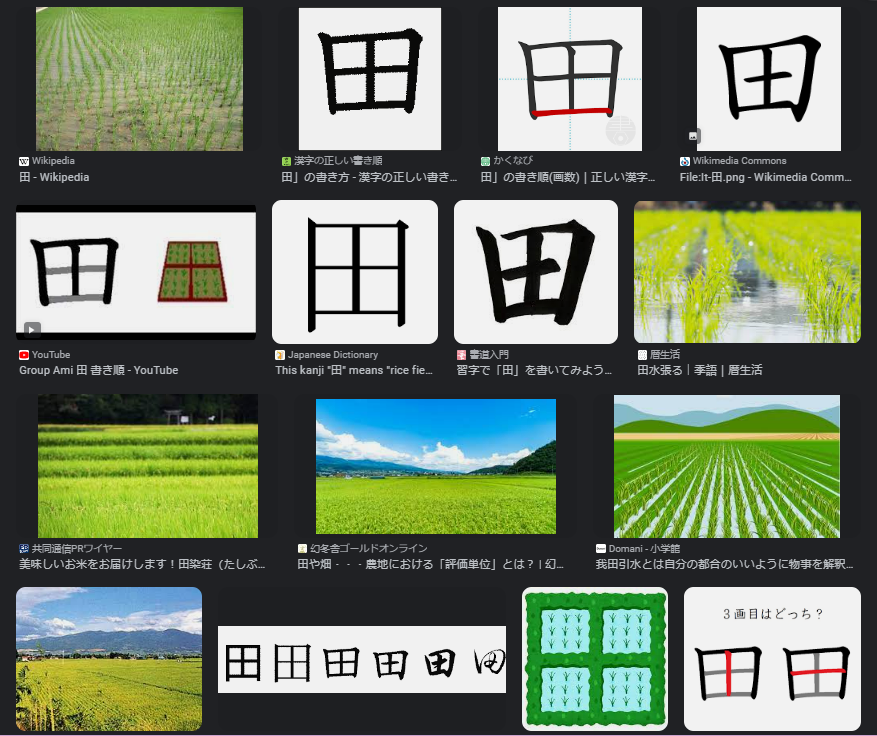 田
田
田
Wikipedia
漢字の正しい書き順
かくなび
Wikimedia Commons
田 - Wikipedia
田」の書き方 - 漢字の正しい書き…
田」の書き順(画数) | 正しい漢字…
File:lt-田.png - Wikimedia Comm…
田
田
田
YouTube
Japanese Dictionary
書道入門
暦生活
Group Ami 田 書き順 - YouTube
This kanji "田" means "rice fie…
習字で「田」を書いてみよう…
田水張る｜季語 | 暦生活
共同通信PRワイヤー
幻冬舎ゴールドオンライン
Domani - 小学館
美味しいお米をお届けします！田染荘（たしぶ…
田や畑・・・農地における「評価単位」とは？ | 幻…
我田引水とは自分の都合のいいように物事を解釈…
田 田 田 田 田 田
３画目はどっち？
田 田